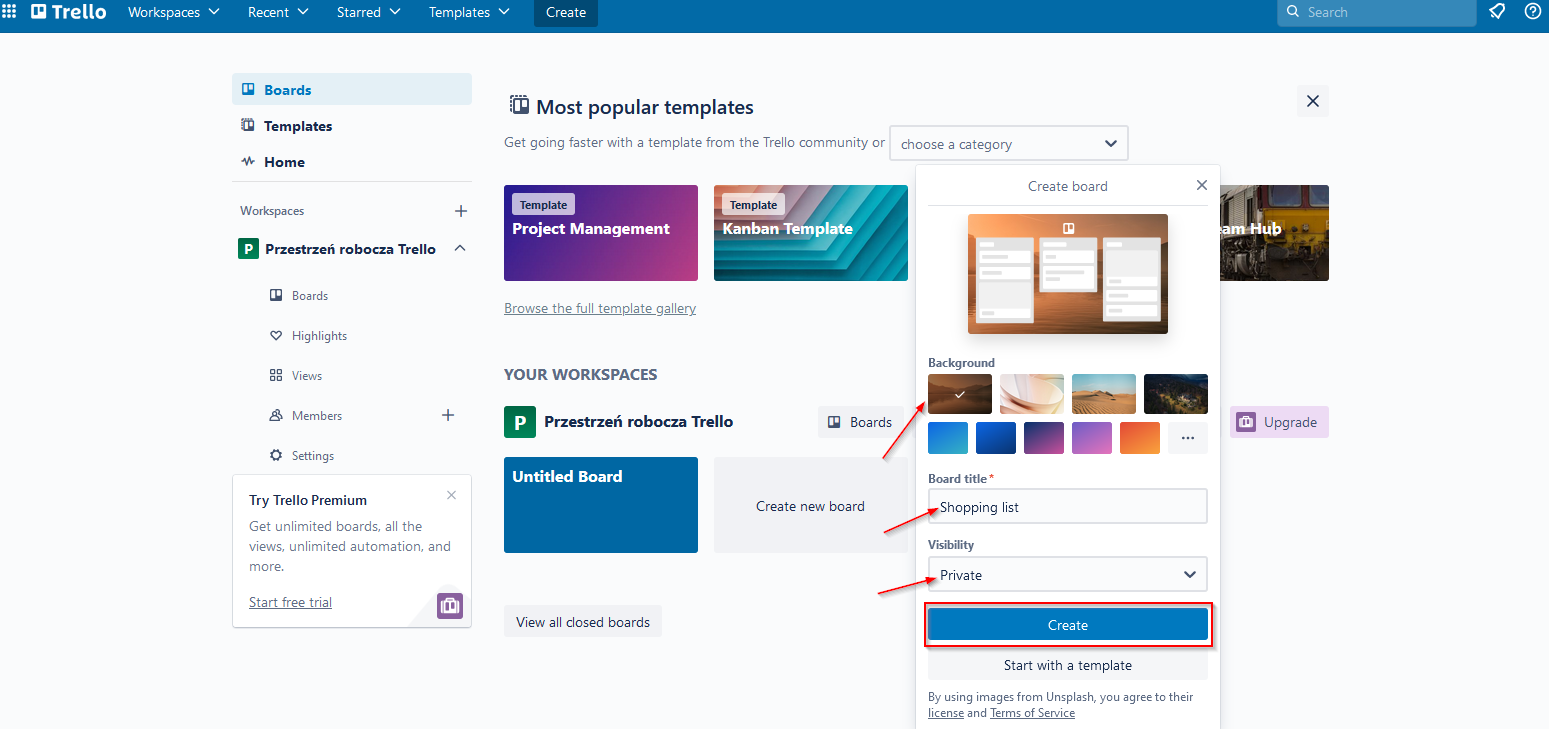 Trello
Workspaces
Recent
Starred
Templates
Create
Search
Boards
Templates
Home
Workspaces
P
Przestrzeń robocza Trello
Boards
Highlights
Views
Members
Settings
Try Trello Premium
Get unlimited boards, all the
views, unlimited automation, and
more.
Start free trial
Most popular templates
Get going faster with a template from the Trello community or
choose a category
Template
Project Management
Template
Kanban Template
Hub
Browse the full template gallery
YOUR WORKSPACES
P
Przestrzeń robocza Trello
Boards
Upgrade
Untitled Board
Create new board
View all closed boards
Create board
Background
Board title*
Shopping list
Visibility
Private
Create
Start with a template
By using images from Unsplash, you agree to their
license and Terms of Service